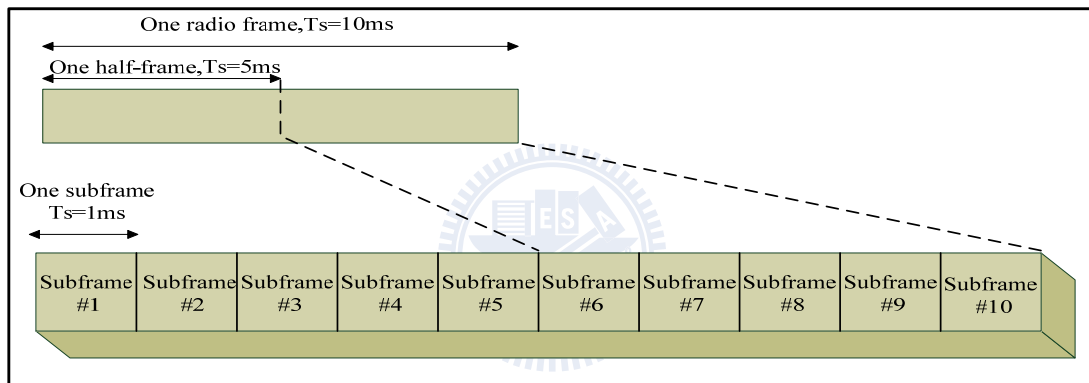 One radio frame,Ts=10ms
One half-frame,Ts=5ms
One subframe
Ts=1ms
ESA
Subframe #1
Subframe #2
Subframe #3
Subframe #4
Subframe #5
Subframe #6
Subframe #7
Subframe #8
Subframe #9
Subframe #10